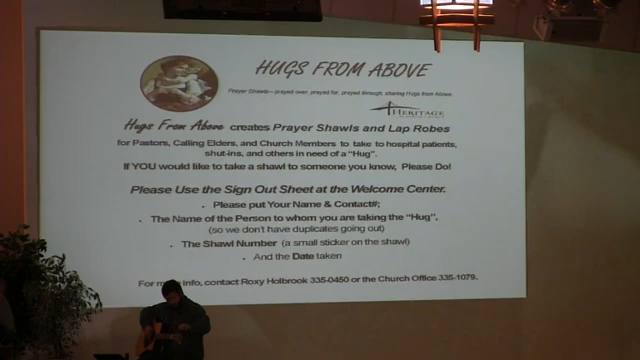 HUGS FROM ABOVE
Prayer Shawls—prayed over, prayed for, prayed through, sharing Hugs from Above
HERITAGE
Hugs From Above creates Prayer Shawls and Lap Robes
for Pastors, Calling Elders, and Church Members to take to hospital patients,
shut-ins, and others in need of a "Hug".
If YOU would like to take a shawl to someone you know, Please Do!
Please Use the Sign Out Sheet at the Welcome Center.
• Please put Your Name & Contact#;
• The Name of the Person to whom you are taking the "Hug".
(so we don't have duplicates going out)
• The Shawl Number (a small sticker on the shawl)
• And the Date taken
For more info, contact Roxy Holbrook 335-0450 or the Church Office 335-1079.